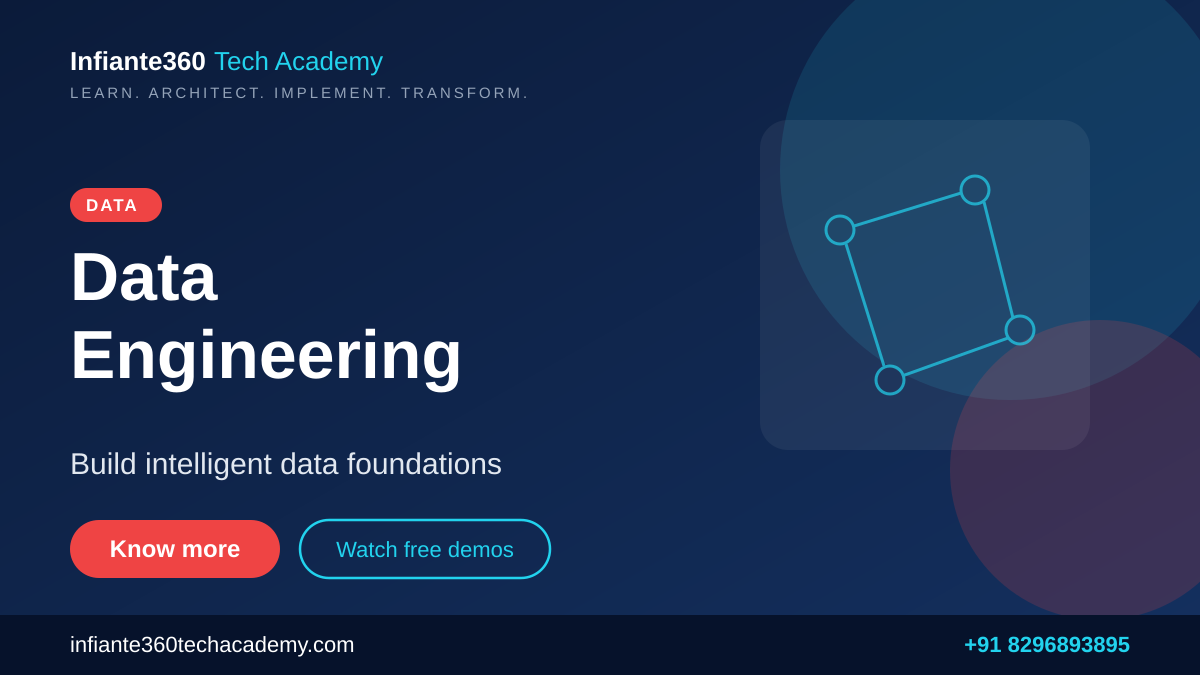 Infiante360 Tech Academy
LEARN. ARCHITECT. IMPLEMENT. TRANSFORM.
DATA
Data
Engineering
Build intelligent data foundations
Know more
Watch free demos
infiante360techacademy.com
+91 8296893895